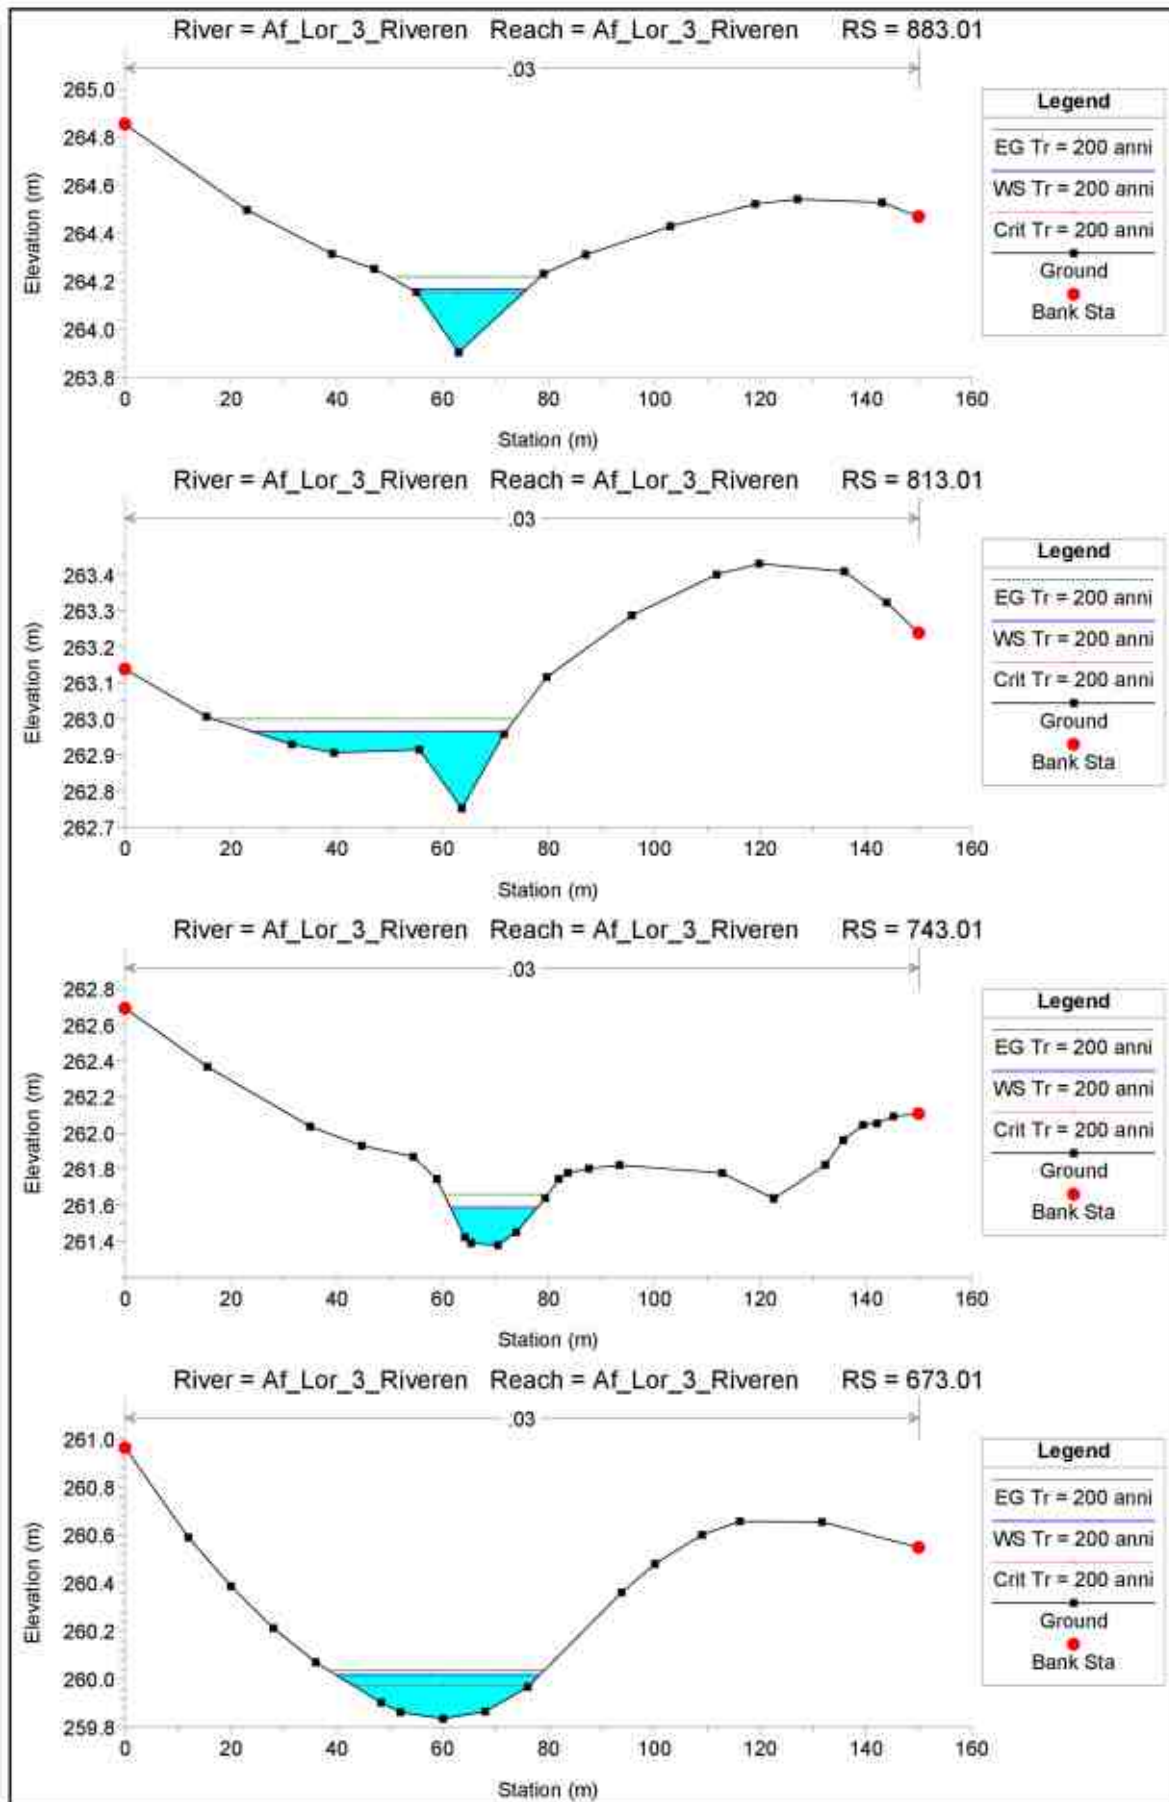 River = Af_Lor_3_Riveren Reach = Af_Lor_3_Riveren RS = 883.01
.03
265.0
264.8
264.6
264.4
264.2
264.0
263.8
Elevation (m)
0 20 40 60 80 100 120 140 160
Station (m)
Legend
EG Tr = 200 anni
WS Tr = 200 anni
Crit Tr = 200 anni
Ground
Bank Sta
River = Af_Lor_3_Riveren Reach = Af_Lor_3_Riveren RS = 813.01
.03
263.4
263.3
263.2
263.1
263.0
262.9
262.8
262.7
Elevation (m)
0 20 40 60 80 100 120 140 160
Station (m)
Legend
EG Tr = 200 anni
WS Tr = 200 anni
Crit Tr = 200 anni
Ground
Bank Sta
River = Af_Lor_3_Riveren Reach = Af_Lor_3_Riveren RS = 743.01
.03
262.8
262.6
262.4
262.2
262.0
261.8
261.6
261.4
Elevation (m)
0 20 40 60 80 100 120 140 160
Station (m)
Legend
EG Tr = 200 anni
WS Tr = 200 anni
Crit Tr = 200 anni
Ground
Bank Sta
River = Af_Lor_3_Riveren Reach = Af_Lor_3_Riveren RS = 673.01
.03
261.0
260.8
260.6
260.4
260.2
260.0
259.8
Elevation (m)
0 20 40 60 80 100 120 140 160
Station (m)
Legend
EG Tr = 200 anni
WS Tr = 200 anni
Crit Tr = 200 anni
Ground
Bank Sta